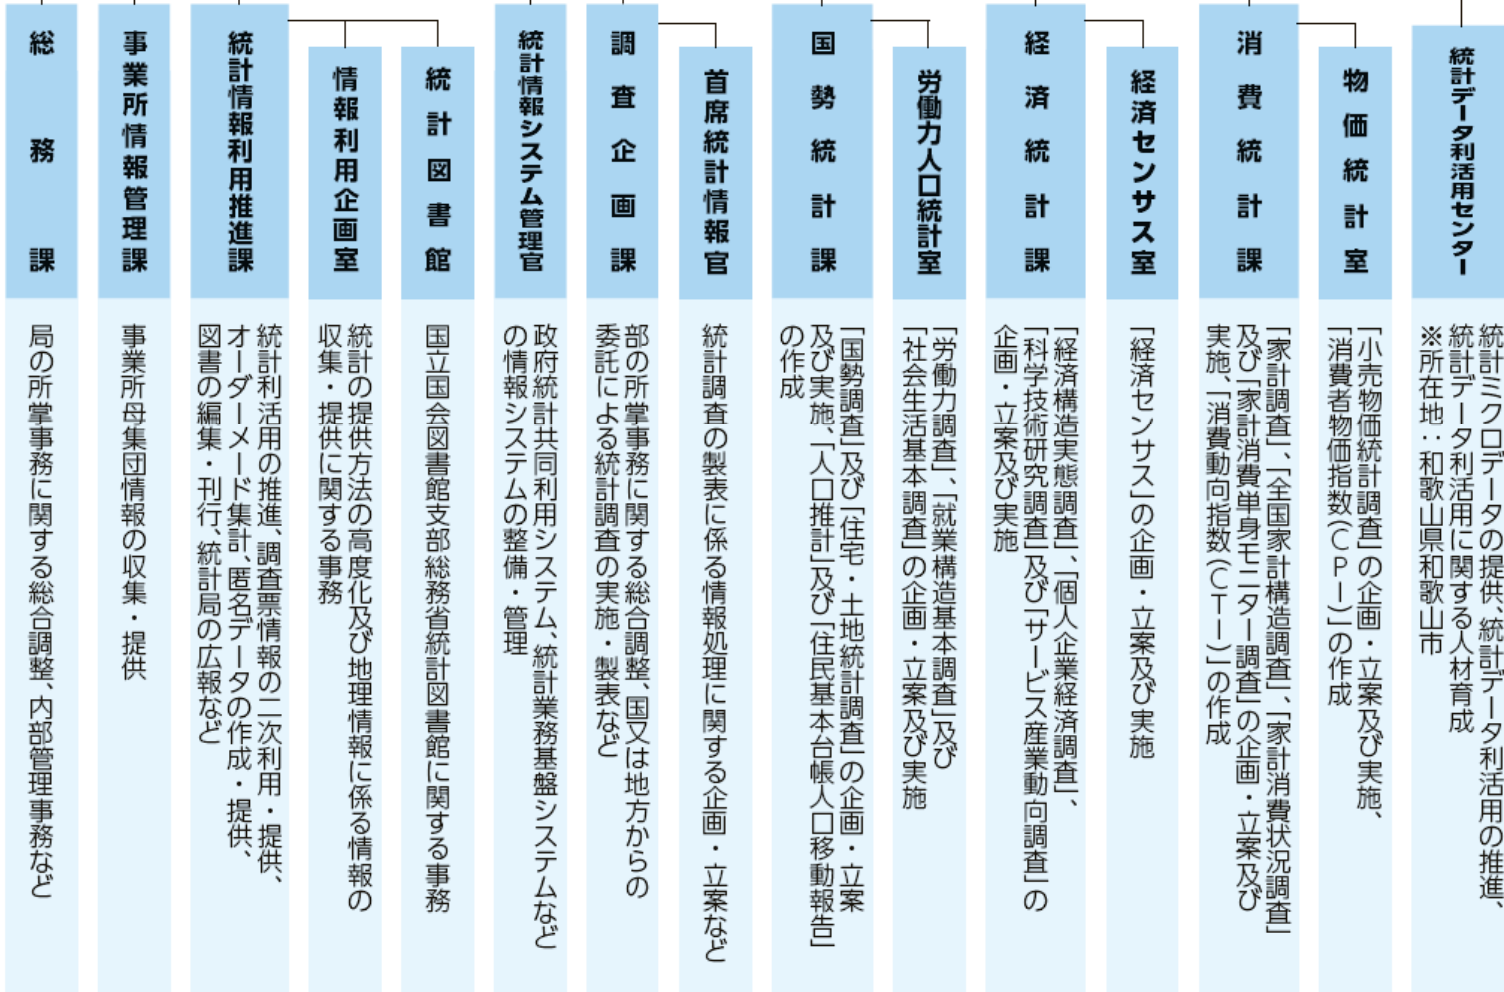 総務課
局の所掌事務に関する総合調整、内部管理事務など
事業所情報管理課
事業所母集団情報の収集・提供
統計情報利用推進課
統計利活用の推進、調査票情報の二次利用・提供、
オーダーメード集計、匿名データの作成・提供、
図書の編集・刊行、統計局の広報など
情報利用企画室
統計の提供方法の高度化及び地理情報に係る情報の
収集・提供に関する事務
統計図書館
国立国会図書館支部総務省統計図書館に関する事務
統計情報システム管理官
政府統計共同利用システム、統計業務基盤システムなど
の情報システムの整備・管理
調査企画課
部の所掌事務に関する総合調整、国又は地方からの
委託による統計調査の実施・製表など
首席統計情報官
統計調査の製表に係る情報処理に関する企画・立案など
国勢統計課
「国勢調査」及び「住宅・土地統計調査」の企画・立案
及び実施、「人口推計」及び「住民基本台帳人口移動報告」
の作成
労働力人口統計室
「労働力調査」、「就業構造基本調査」及び
「社会生活基本調査」の企画・立案及び実施
経済統計課
「経済構造実態調査」、「個人企業経済調査」、
「科学技術研究調査」及び「サービス産業動向調査」の
企画・立案及び実施
経済センサス室
「経済センサス」の企画・立案及び実施
消費統計課
「家計調査」、「全国家計構造調査」、「家計消費状況調査」
及び「家計消費単身モニター調査」の企画・立案及び
実施、「消費動向指数(CTI)」の作成
物価統計室
「小売物価統計調査」の企画・立案及び実施、
「消費者物価指数(CPI)」の作成
統計データ利活用センター
統計ミクロデータの提供、統計データ利活用の推進、
統計データ利活用に関する人材育成
※所在地：和歌山県和歌山市